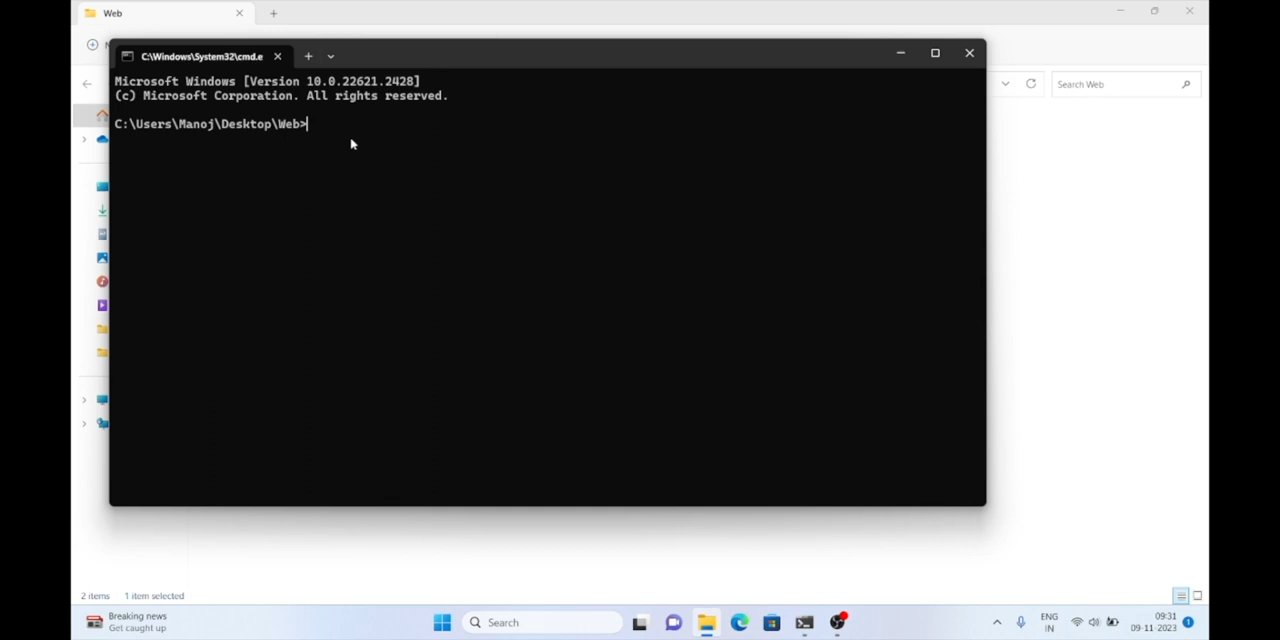 Web
C:\Windows\System32\cmd.e
Microsoft Windows [Version 10.0.22621.2428]
(c) Microsoft Corporation. All rights reserved.
C:\Users\Manoj\Desktop\Web>
Search Web
2 items 1 item selected
Breaking news
Get caught up
Search
ENG
IN
09:31
09-11-2023
1